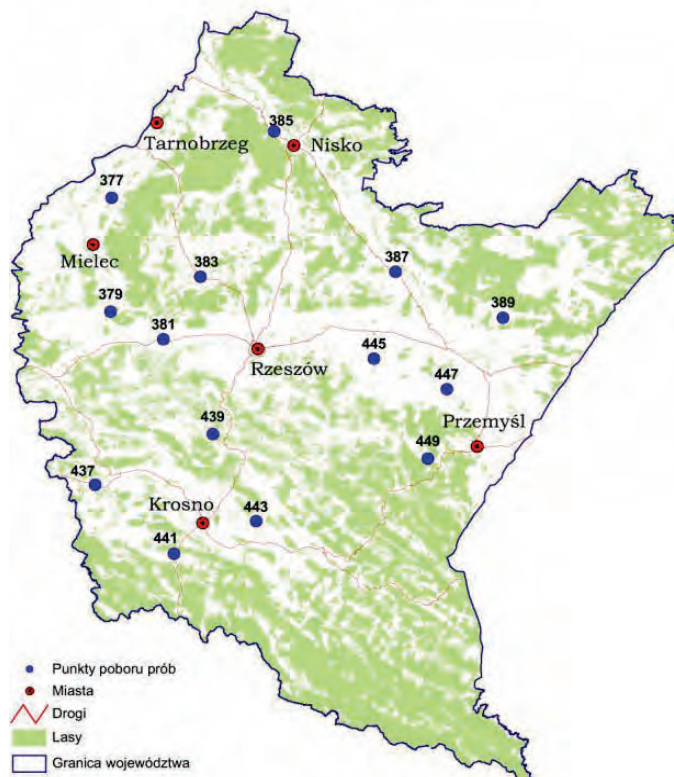 385
Tarnobrzeg
Nisko
377
Mielec
383
387
379
389
381
Rzeszów
445
447
439
Przemyśl
449
437
Krosno
443
441
Punkty poboru prób
Miasta
Drogi
Lasy
Granica województwa